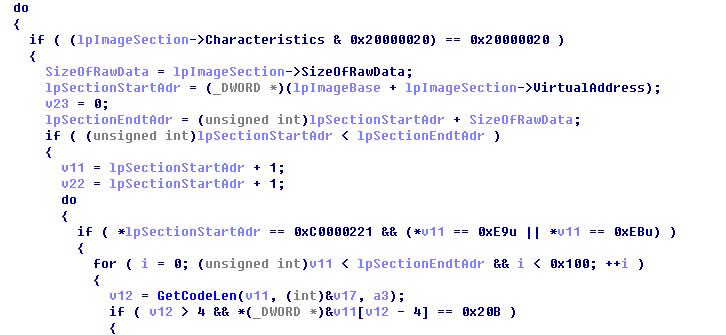 do
{
if ( (lpImageSection->Characteristics & 0x20000020) == 0x20000020 )
{
SizeOfRawData = lpImageSection->SizeOfRawData;
lpSectionStartAdr = (_DWORD *)(lpImageBase + lpImageSection->VirtualAddress);
v23 = 0;
lpSectionEndtAdr = (unsigned int)lpSectionStartAdr + SizeOfRawData;
if ( (unsigned int)lpSectionStartAdr < lpSectionEndtAdr )
{
v11 = lpSectionStartAdr + 1;
v22 = lpSectionStartAdr + 1;
do
{
if ( *lpSectionStartAdr == 0xC0000221 && (*v11 == 0xE9u || *v11 == 0xEBu) )
{
for ( i = 0; (unsigned int)v11 < lpSectionEndtAdr && i < 0x100; ++i )
{
v12 = GetCodeLen(v11, (int)&v17, a3);
if ( v12 > 4 && *(_DWORD *)&v11[v12 - 4] == 0x20B )
{